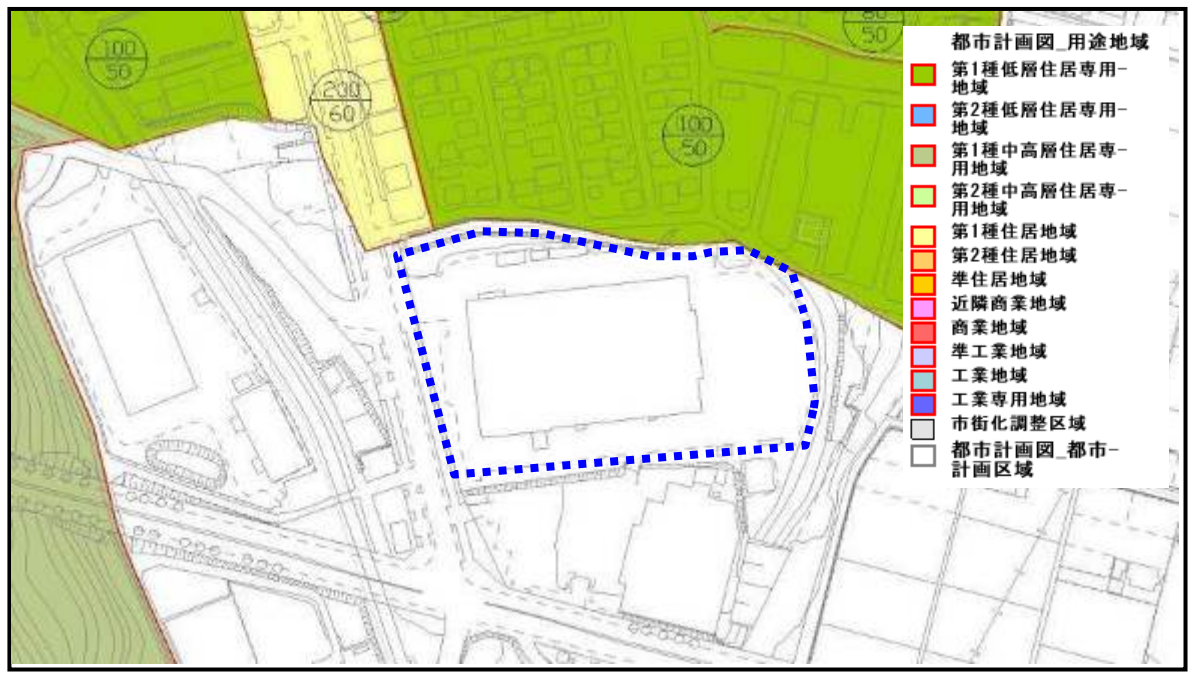 100
50
200
60
100
50
50
都市計画図_用途地域
第1種低層住居専用-
地域
第2種低層住居専用-
地域
第1種中高層住居専-
用地域
第2種中高層住居専-
用地域
第1種住居地域
第2種住居地域
準住居地域
近隣商業地域
商業地域
準工業地域
工業地域
工業専用地域
市街化調整区域
都市計画図_都市-
計画区域